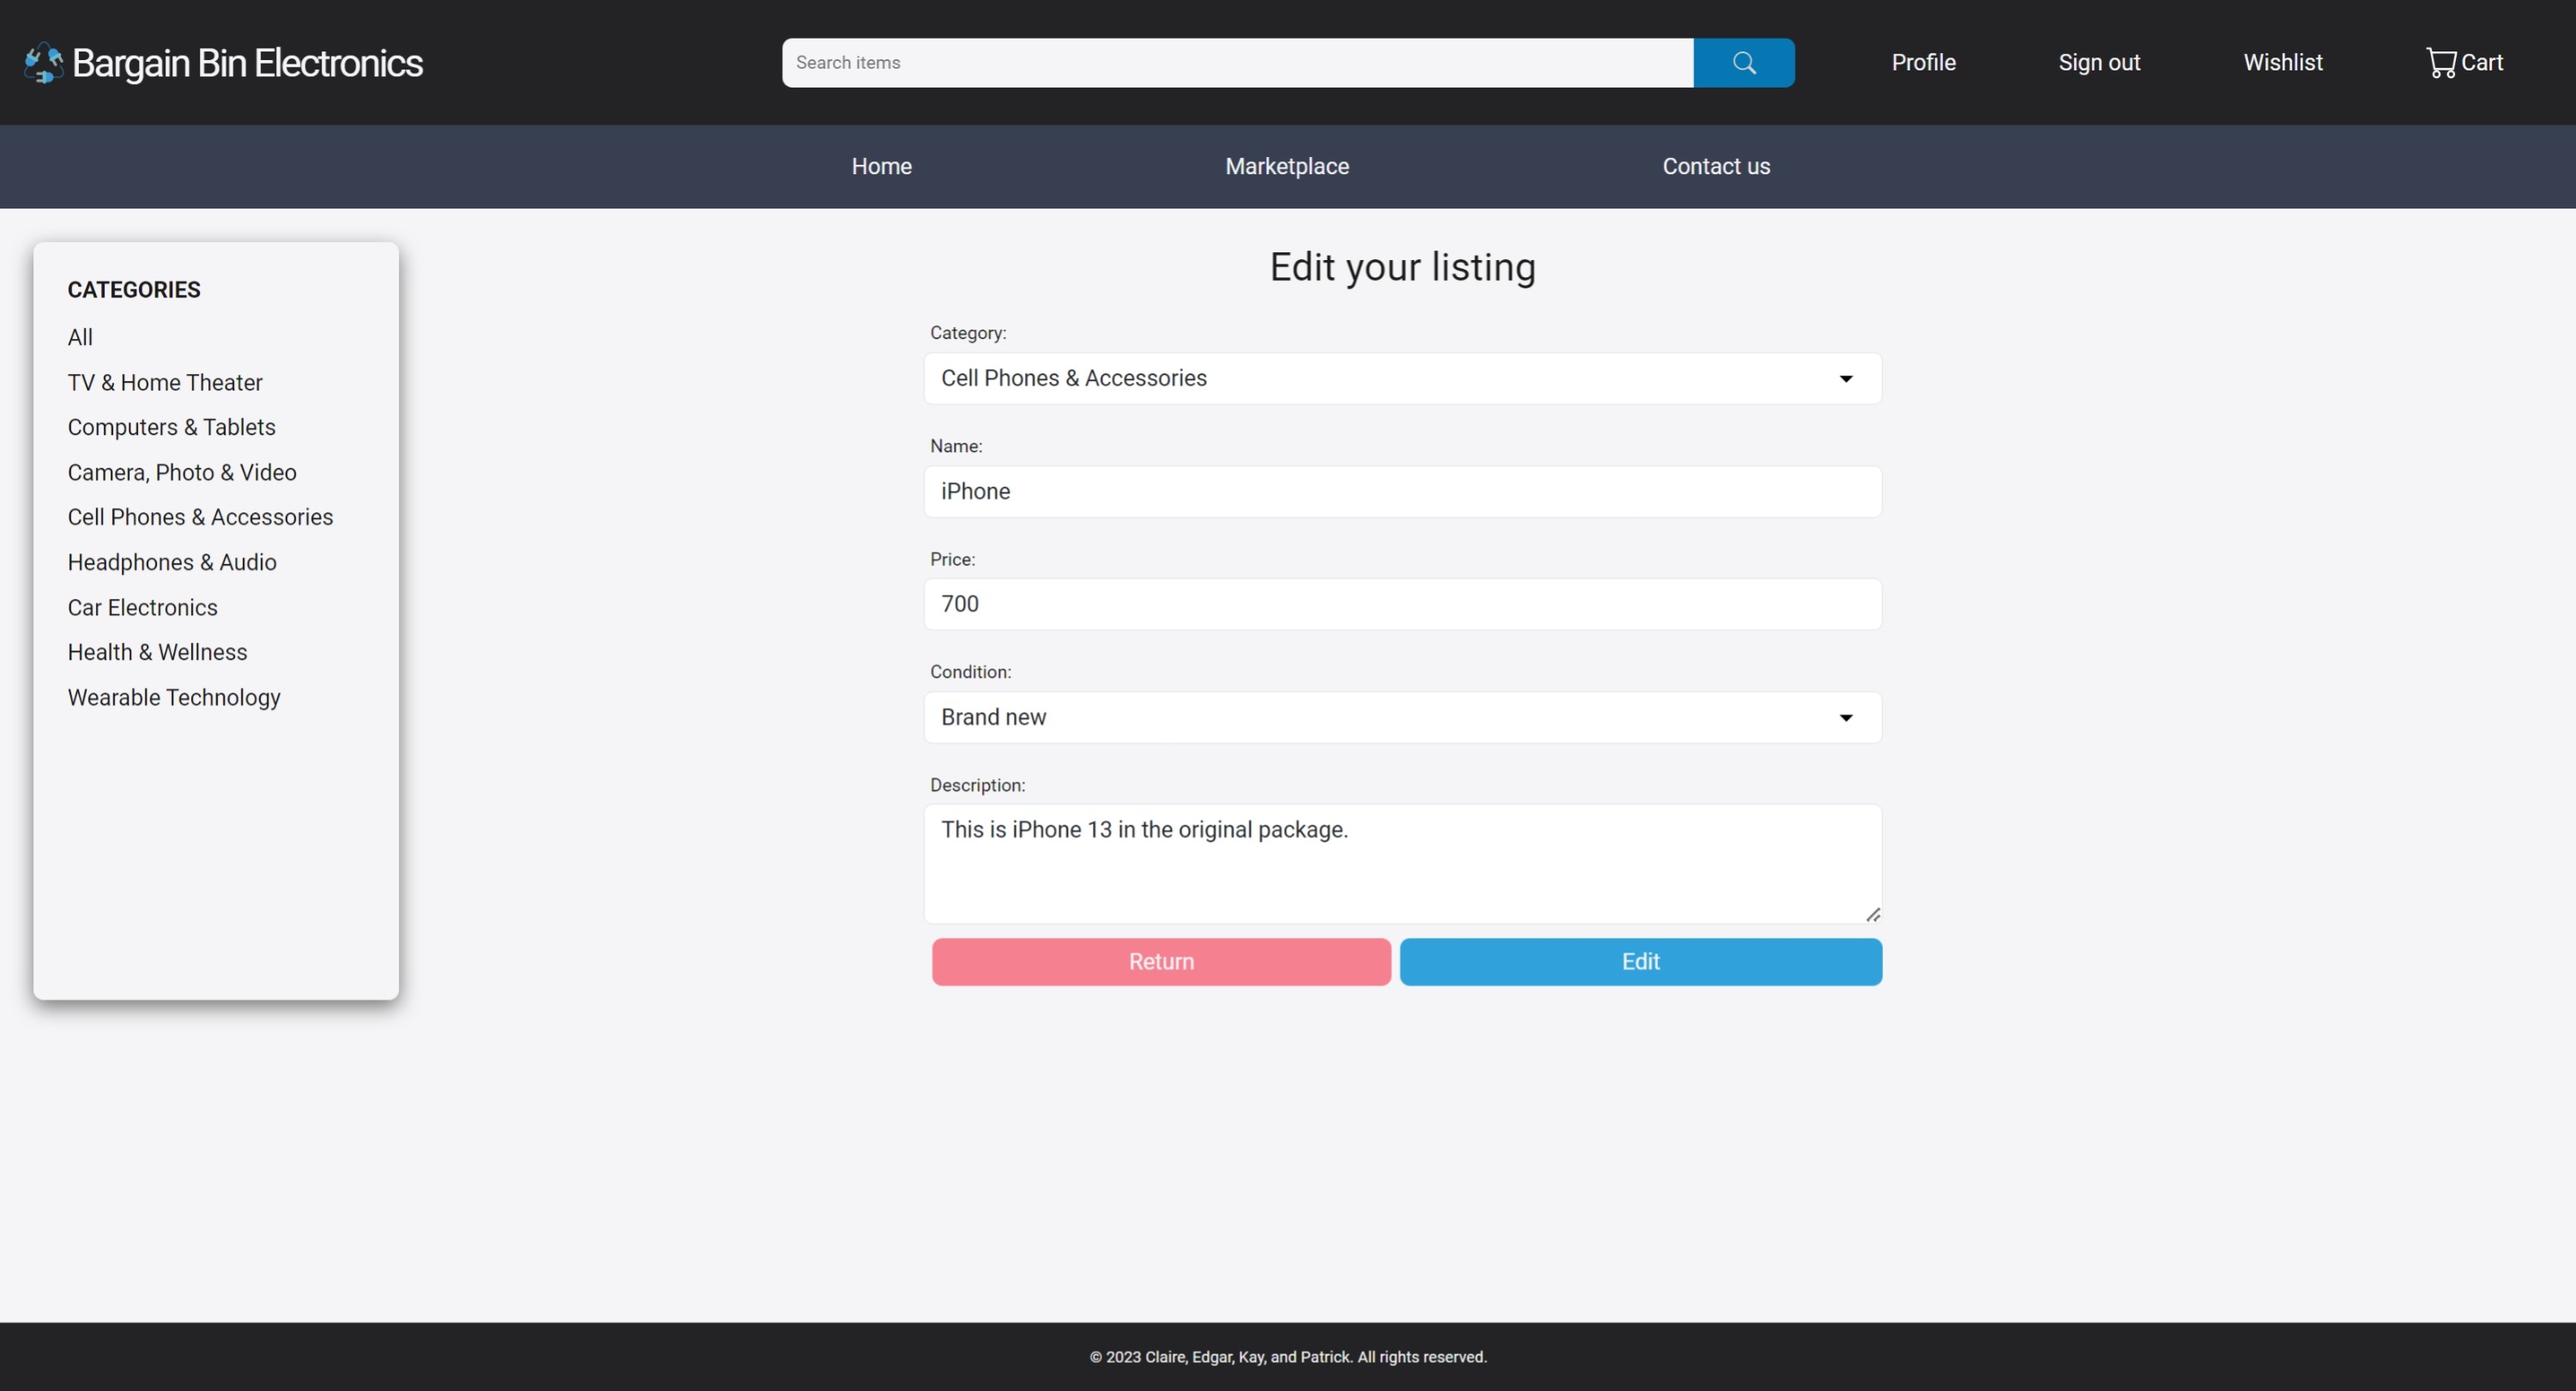 Bargain Bin Electronics
Search items
Profile
Sign out
Wishlist
Cart
Home
Marketplace
Contact us
CATEGORIES
All
TV & Home Theater
Computers & Tablets
Camera, Photo & Video
Cell Phones & Accessories
Headphones & Audio
Car Electronics
Health & Wellness
Wearable Technology
Edit your listing
Category:
Cell Phones & Accessories
Name:
iPhone
Price:
700
Condition:
Brand new
Description:
This is iPhone 13 in the original package.
Return
Edit
© 2023 Claire, Edgar, Kay, and Patrick. All rights reserved.